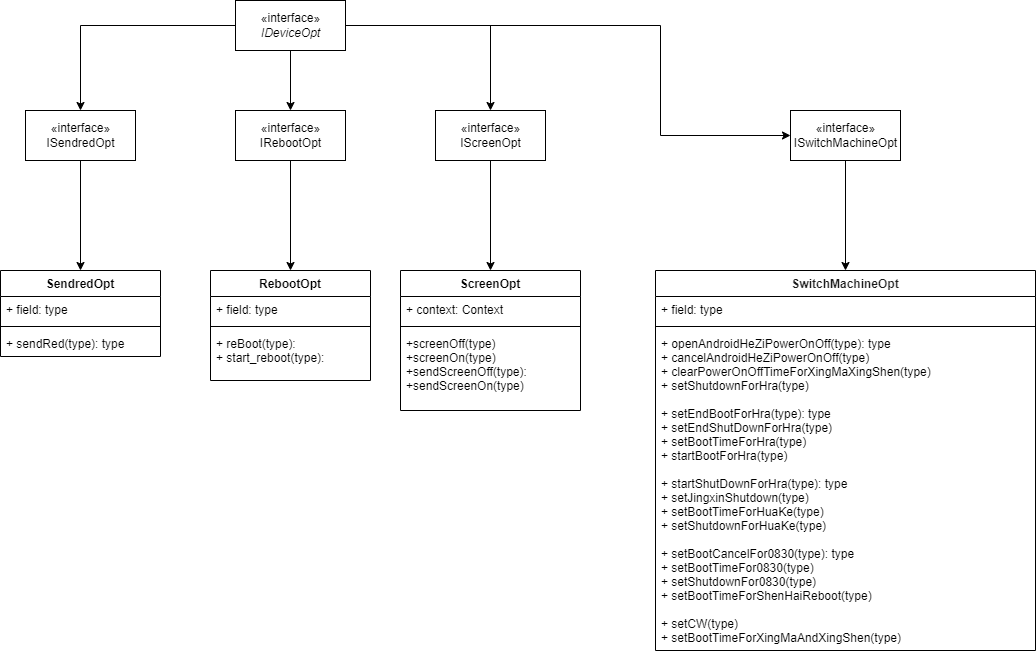 «interface»
IDeviceOpt
«interface»
ISendredOpt
«interface»
IRebootOpt
«interface»
IScreenOpt
«interface»
ISwitchMachineOpt
SendredOpt
+ field: type
+ sendRed(type): type
RebootOpt
+ field: type
+ reBoot(type):
+ start_reboot(type):
ScreenOpt
+ context: Context
+screenOff(type)
+screenOn(type)
+sendScreenOff(type):
+sendScreenOn(type)
SwitchMachineOpt
+ field: type
+ openAndroidHeZiPowerOnOff(type): type
+ cancelAndroidHeZiPowerOnOff(type)
+ clearPowerOnOffTimeForXingMaXingShen(type)
+ setShutdownForHra(type)
+ setEndBootForHra(type): type
+ setEndShutDownForHra(type)
+ setBootTimeForHra(type)
+ startBootForHra(type)
+ startShutDownForHra(type): type
+ setJingxinShutdown(type)
+ setBootTimeForHuaKe(type)
+ setShutdownForHuaKe(type)
+ setBootCancelFor0830(type): type
+ setBootTimeFor0830(type)
+ setShutdownFor0830(type)
+ setBootTimeForShenHaiReboot(type)
+ setCW(type)
+ setBootTimeForXingMaAndXingShen(type)